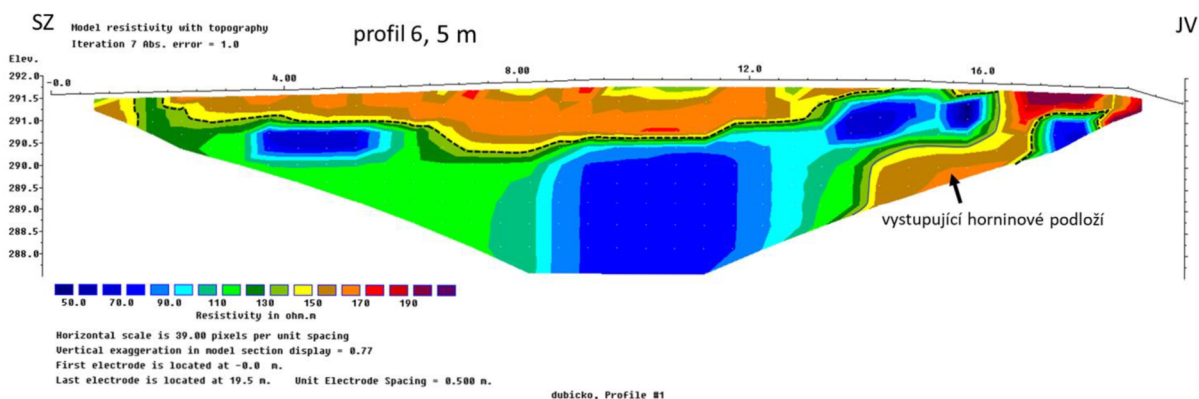 SZ
Model resistivity with topography
Iteration 7 Abs. error = 1.0
profil 6, 5 m
JV
Elev.
292.0
291.5
291.0
290.5
290.0
289.5
289.0
288.0
-0.0
4.00
8.00
12.0
16.0
vystupující horninové podloží
50.0 70.0 90.0 110 130 150 170 190
Resistivity in ohm.m
Horizontal scale is 39.00 pixels per unit spacing
Vertical exaggeration in model section display = 0.77
First electrode is located at -0.0 m.
Last electrode is located at 19.5 m. Unit Electrode Spacing = 0.500 m.
dubicko, Profile #1